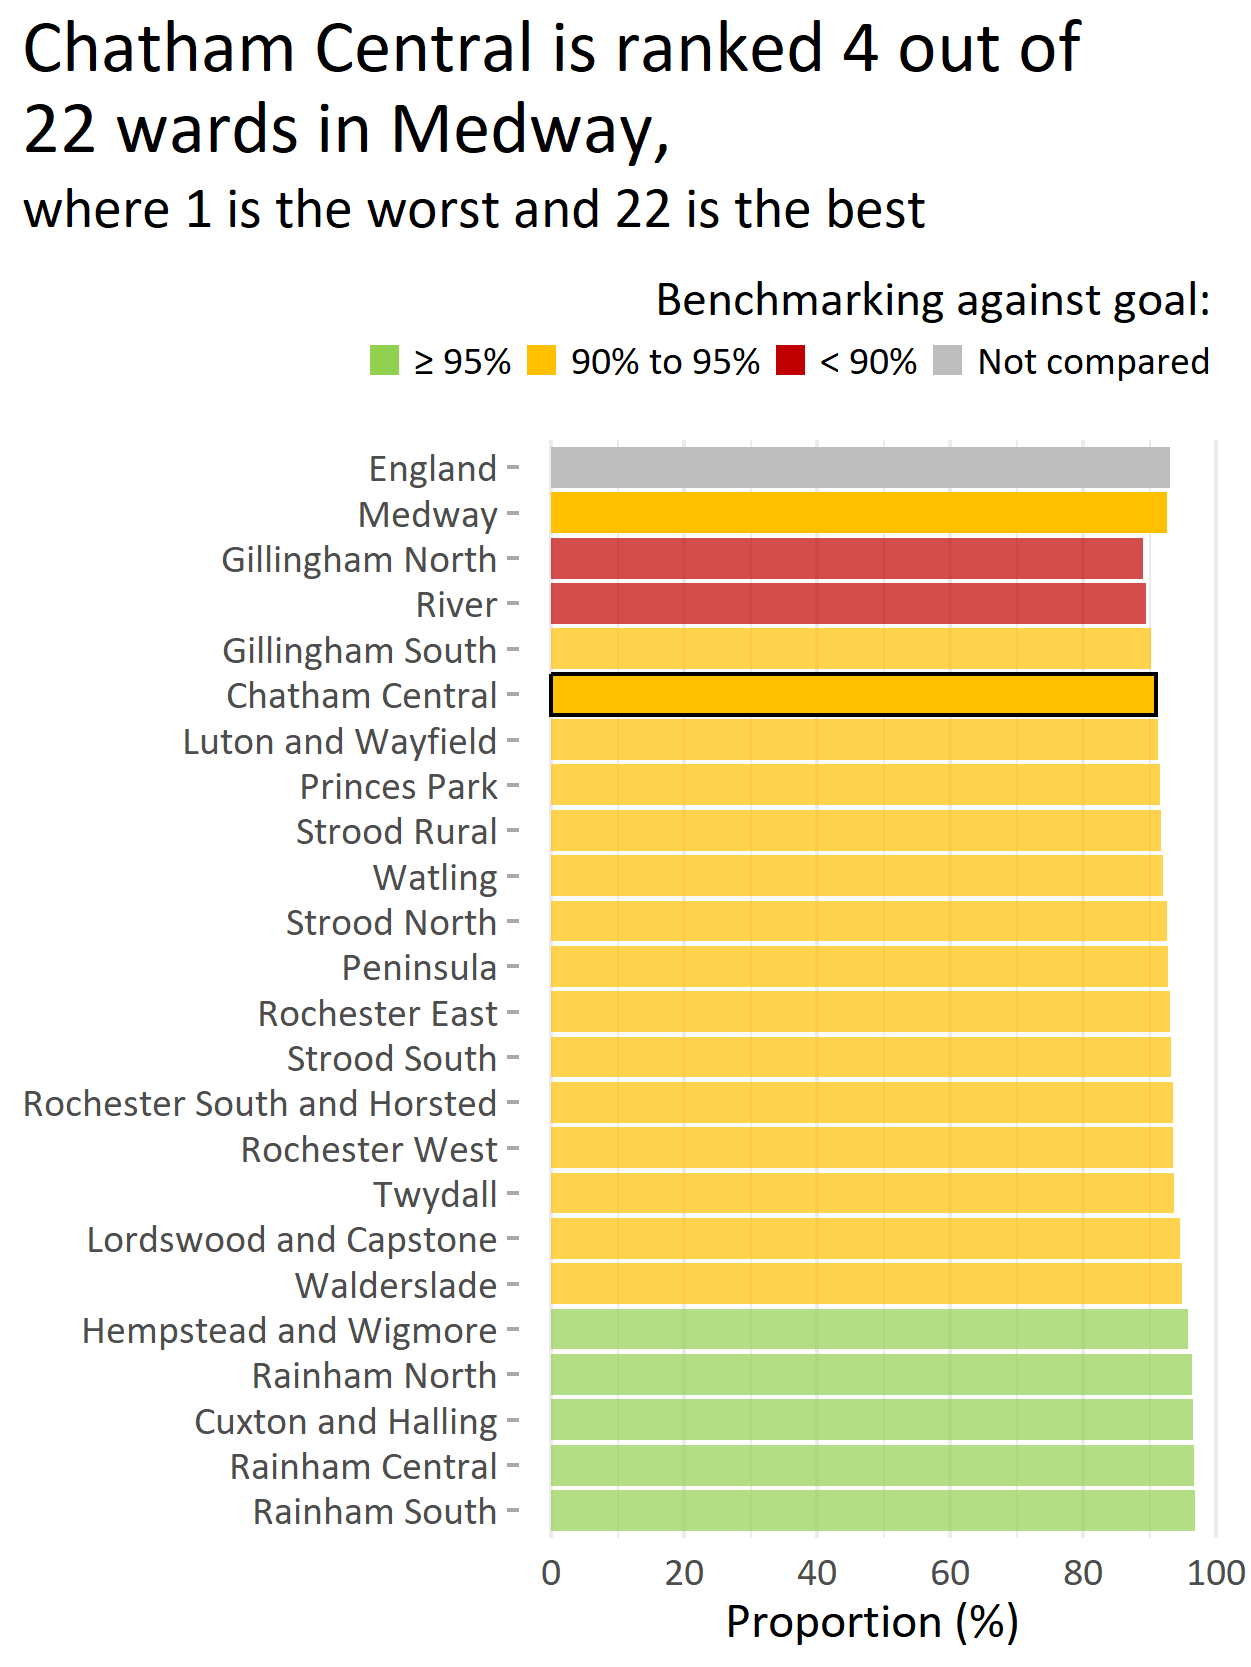 Chatham Central is ranked 4 out of
22 wards in Medway,
where 1 is the worst and 22 is the best
Benchmarking against goal:
≥ 95% 90% to 95% < 90% Not compared
England
Medway
Gillingham North
River
Gillingham South
Chatham Central
Luton and Wayfield
Princes Park
Strood Rural
Watling
Strood North
Peninsula
Rochester East
Strood South
Rochester South and Horsted
Rochester West
Twydall
Lordswood and Capstone
Walderslade
Hempstead and Wigmore
Rainham North
Cuxton and Halling
Rainham Central
Rainham South
0 20 40 60 80 100
Proportion (%)